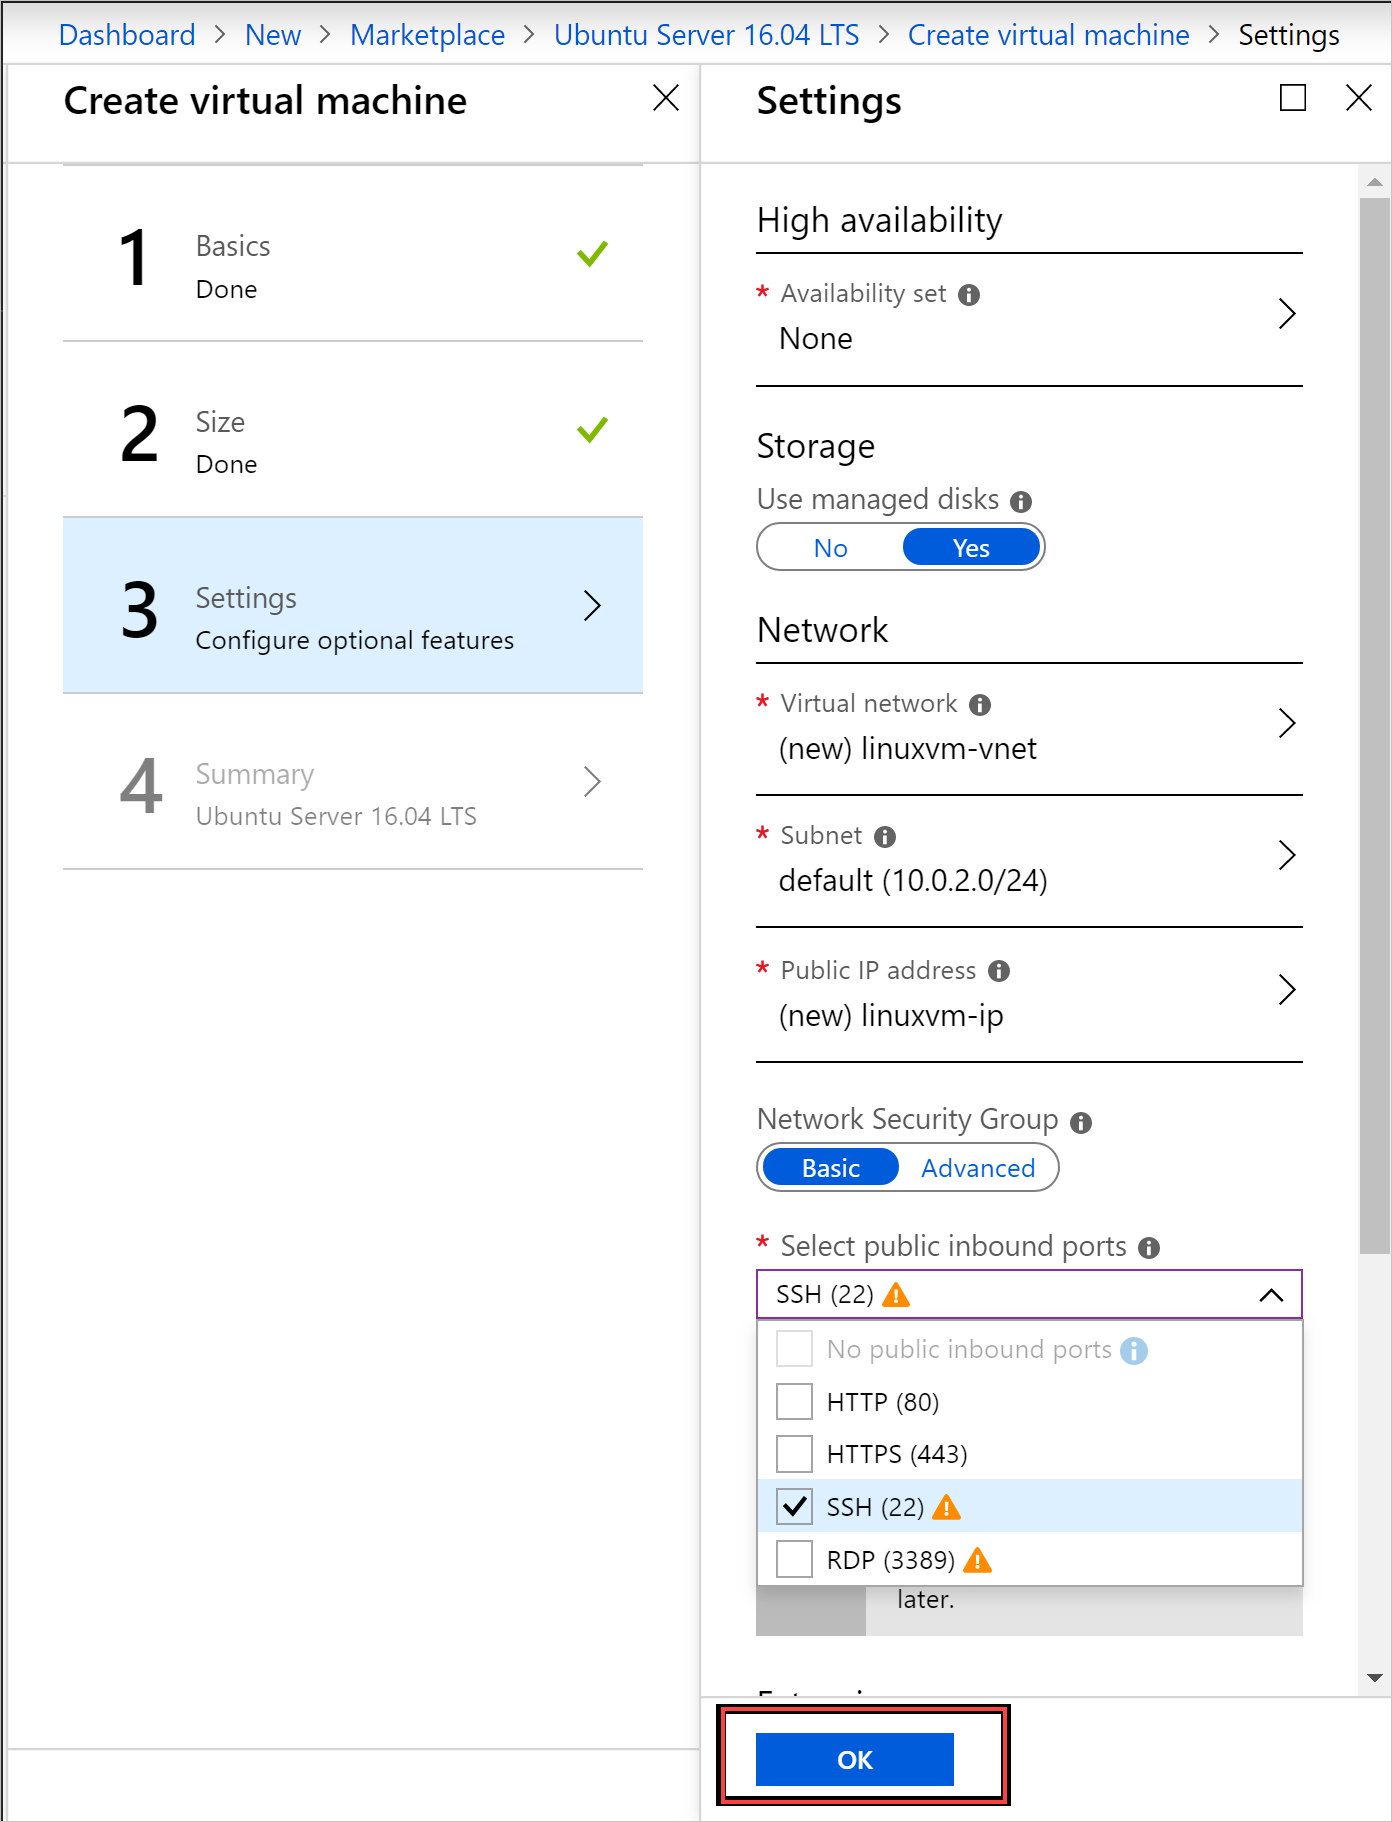 Dashboard > New > Marketplace > Ubuntu Server 16.04 LTS > Create virtual machine > Settings
Create virtual machine
1
Basics
Done
2
Size
Done
3
Settings
Configure optional features
4
Summary
Ubuntu Server 16.04 LTS
Settings
High availability
* Availability set
None
Storage
Use managed disks
No Yes
Network
* Virtual network
(new) linuxvm-vnet
* Subnet
default (10.0.2.0/24)
* Public IP address
(new) linuxvm-ip
Network Security Group
Basic Advanced
* Select public inbound ports
SSH (22)
No public inbound ports
HTTP (80)
HTTPS (443)
SSH (22)
RDP (3389)
later.
OK